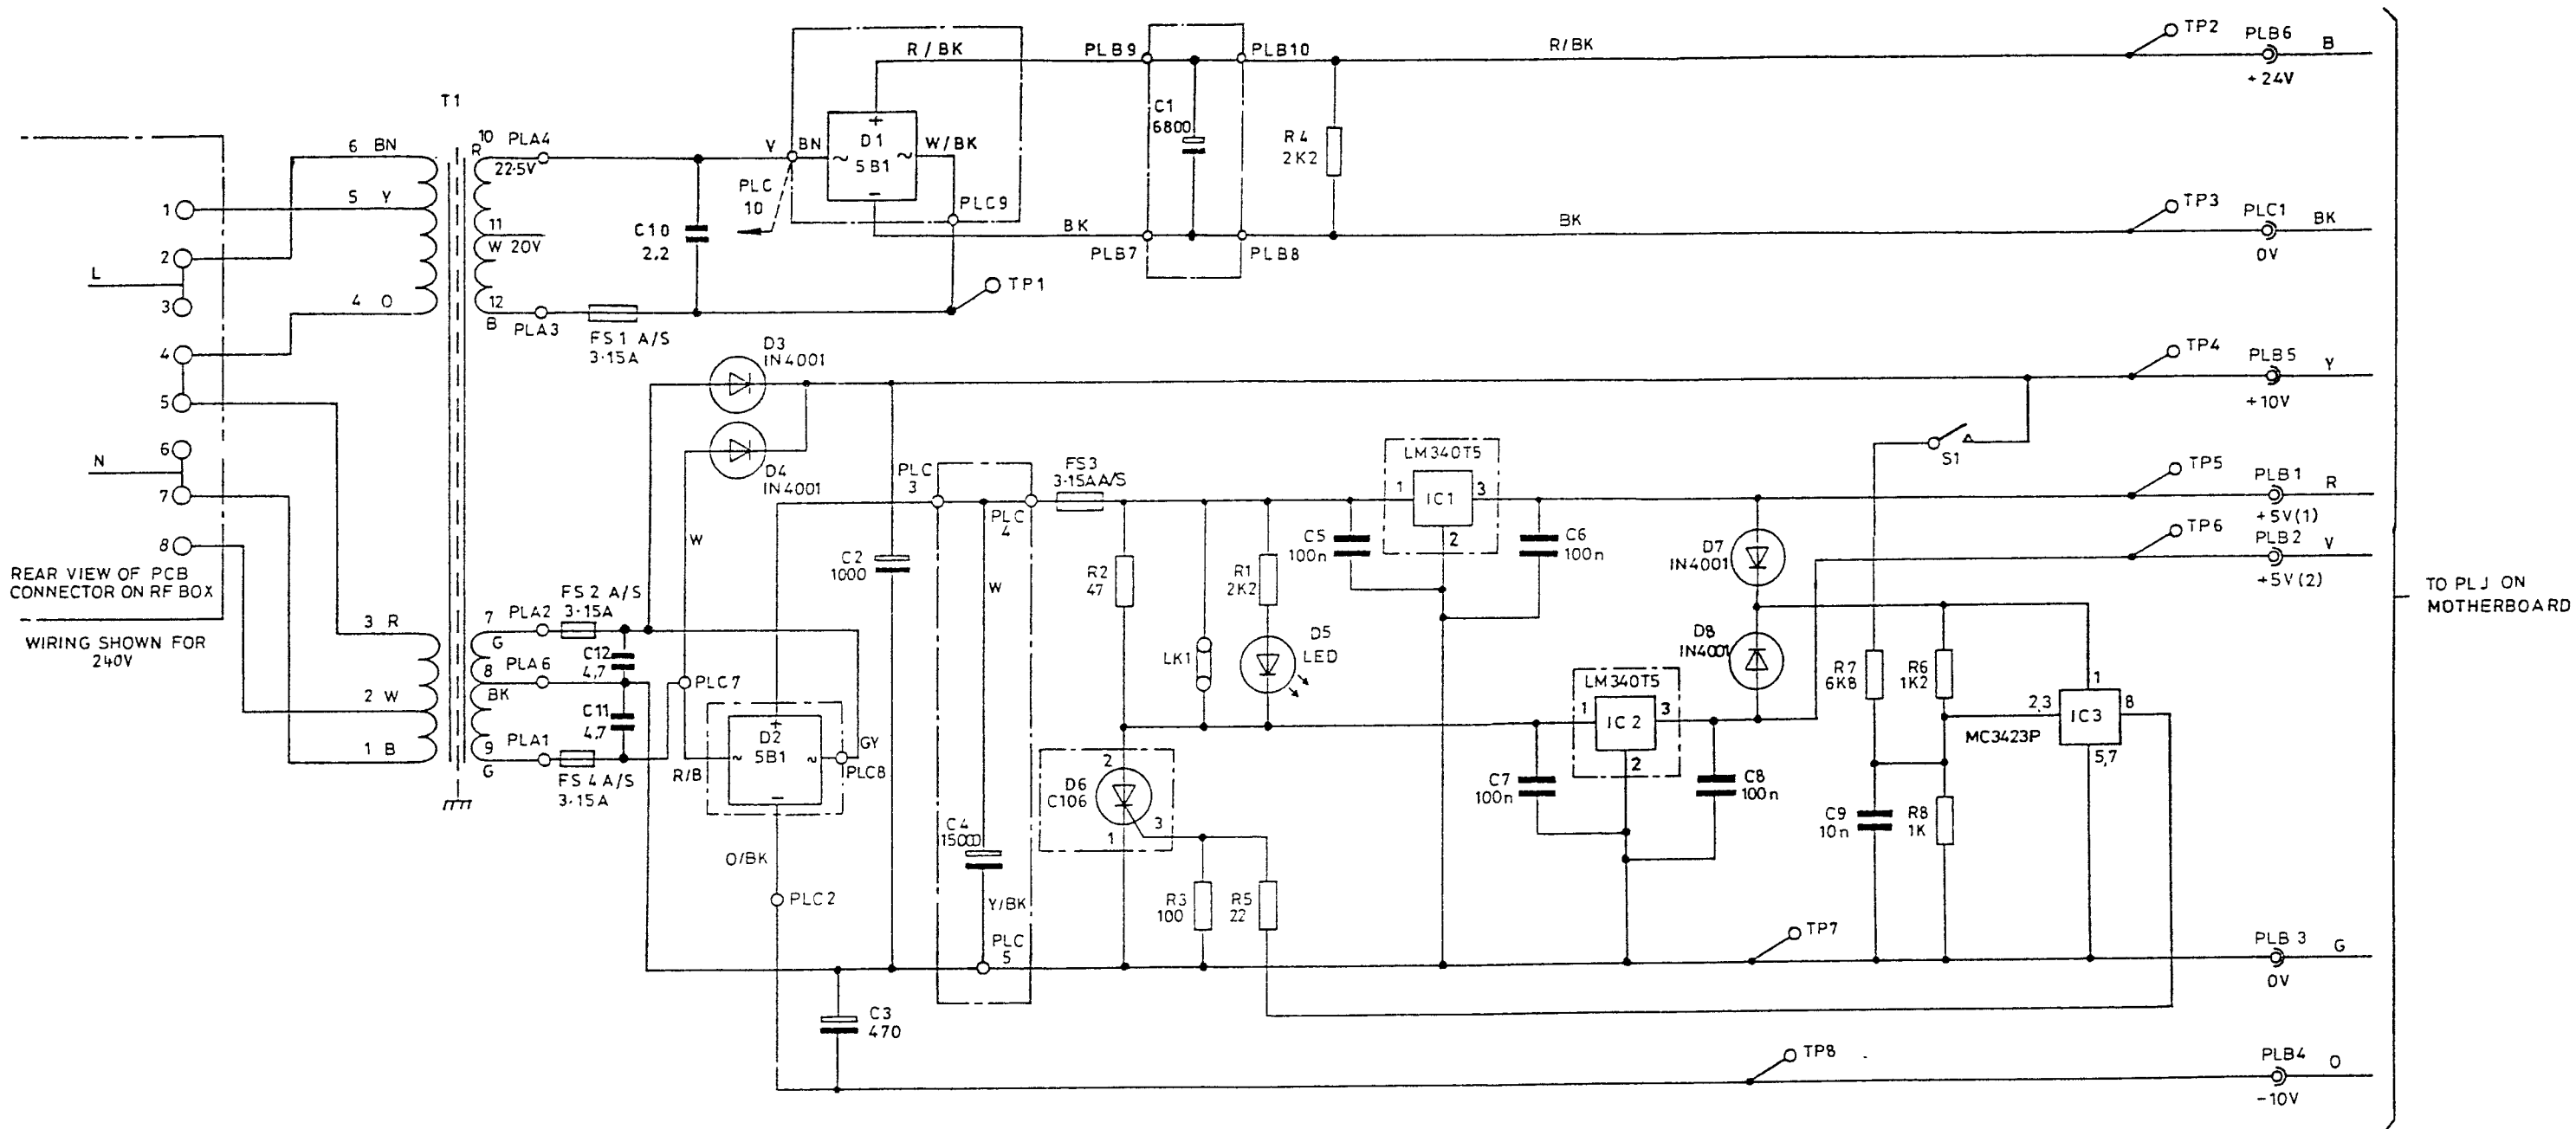 T1
6 BN
5 Y
4 O
1
2
3
4
5
6
7
8
L
N
REAR VIEW OF PCB
CONNECTOR ON RF BOX
WIRING SHOWN FOR
240V
3 R
2 W
1 B
10
R
22·5V
11
W 20V
12
B
PLA4
PLA3
FS1 A/S
3·15A
C10
2,2
V
BN
PLC
10
R/BK
+
D1
5B1
~
~
−
W/BK
PLC9
BK
TP1
PLB9
PLB10
C1
6800
PLB7
PLB8
R4
2K2
R/BK
BK
TP2
PLB6
B
+24V
TP3
PLC1
BK
0V
D3
IN4001
D4
IN4001
W
7
G
8
BK
9
G
PLA2
PLA6
PLA1
FS2 A/S
3·15A
C12
4,7
C11
4,7
FS4 A/S
3·15A
PLC7
R/B
+
D2
5B1
~
~
−
GY
PLC8
O/BK
PLC2
C2
1000
C3
470
PLC
3
PLC
4
W
C4
15000
Y/BK
PLC
5
FS3
3·15AA/S
R2
47
LK1
R1
2K2
D5
LED
2
D6
C106
3
1
R3
100
R5
22
C5
100n
LM340T5
1
IC1
3
2
C6
100n
LM340T5
1
IC2
3
2
C7
100n
C8
100n
D7
IN4001
D8
IN4001
S1
R7
6K8
R6
1K2
C9
10n
R8
1K
1
2,3
IC3
8
5,7
MC3423P
TP4
PLB5
Y
+10V
TP5
PLB1
R
+5V(1)
TP6
PLB2
V
+5V(2)
TP7
PLB3
G
0V
TP8
PLB4
O
−10V
TO PLJ ON
MOTHERBOARD